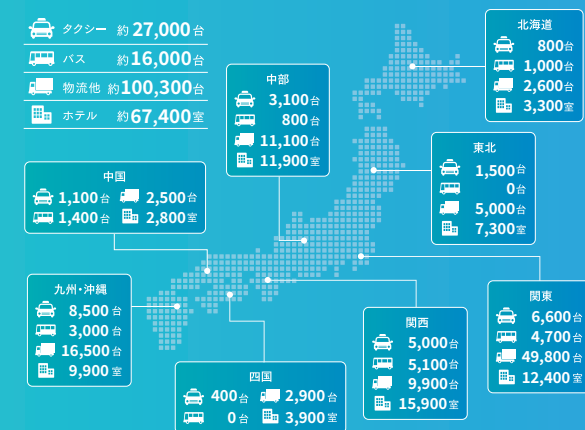 タクシー 約27,000台
バス 約16,000台
物流他 約100,300台
ホテル 約67,400室
北海道
800台
1,000台
2,600台
3,300室
中部
3,100台
800台
11,100台
11,900室
東北
1,500台
0台
5,000台
7,300室
中国
1,100台 2,500台
1,400台 2,800室
九州・沖縄
8,500台
3,000台
16,500台
9,900室
関東
6,600台
4,700台
49,800台
12,400室
関西
5,000台
5,100台
9,900台
15,900室
四国
400台 2,900台
0台 3,900室